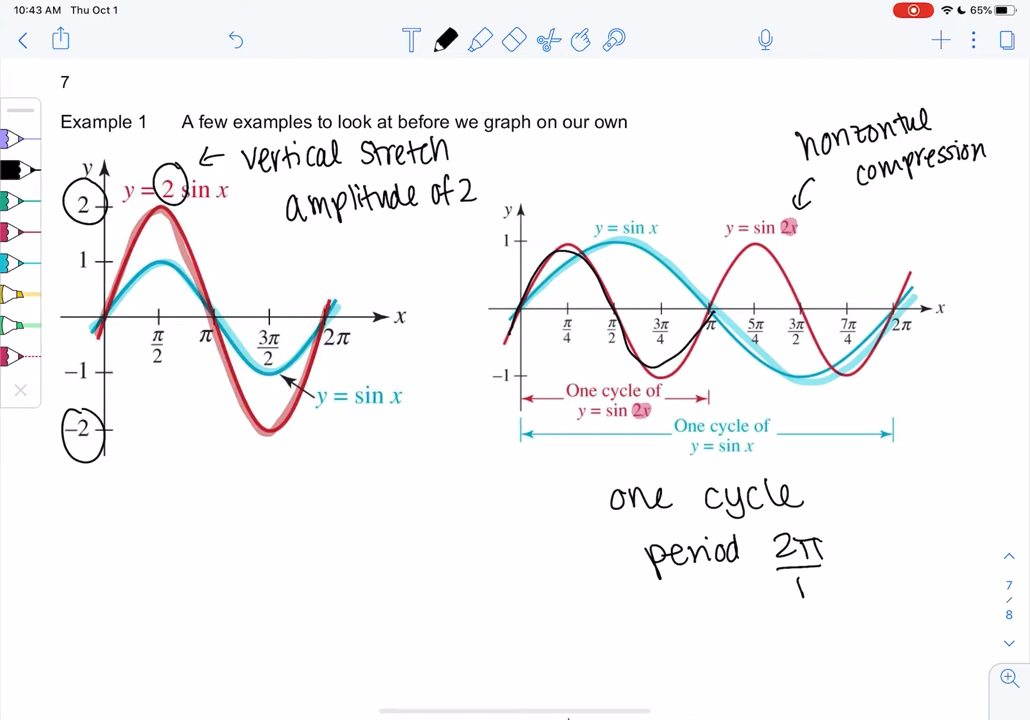 10:43 AM Thu Oct 1
65%
7
Example 1 A few examples to look at before we graph on our own
← vertical stretch
amplitude of 2
horizontal
compression
y
y = 2 sin x
2
1
x
π/2
π
3π/2
2π
−1
−2
y = sin x
y
1
y = sin x
y = sin 2x
x
π/4
π/2
3π/4
π
5π/4
3π/2
7π/4
2π
−1
One cycle of
y = sin 2x
One cycle of
y = sin x
one cycle
period 2π
7
/
8